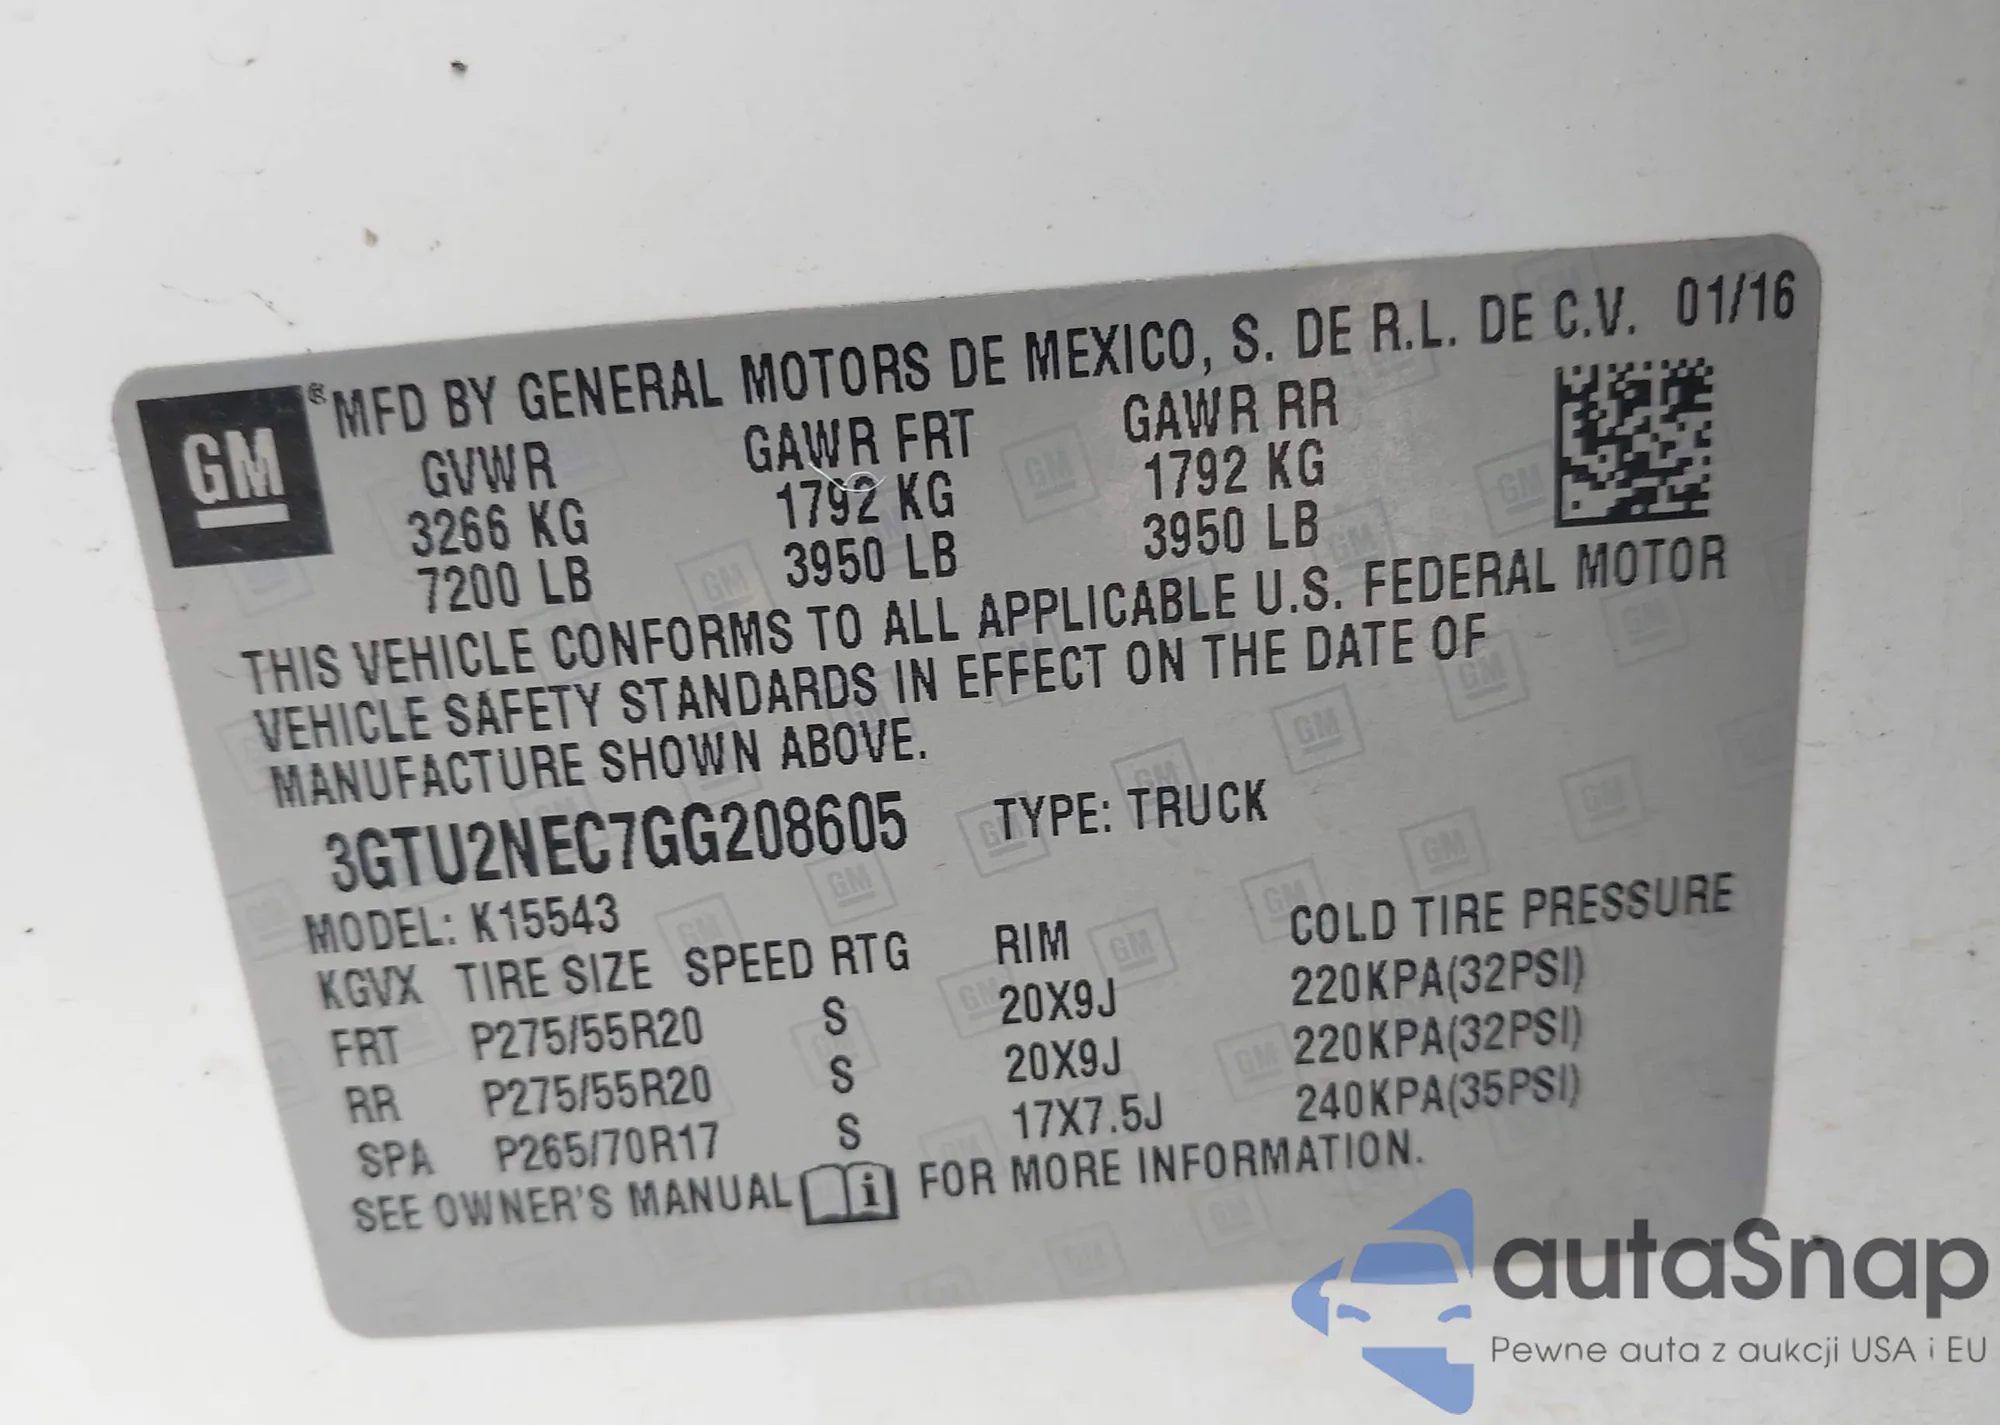 GM ® MFD BY GENERAL MOTORS DE MEXICO, S. DE R.L. DE C.V. 01/16
GVWR GAWR FRT GAWR RR
3266 KG 1792 KG 1792 KG
7200 LB 3950 LB 3950 LB
THIS VEHICLE CONFORMS TO ALL APPLICABLE U.S. FEDERAL MOTOR
VEHICLE SAFETY STANDARDS IN EFFECT ON THE DATE OF
MANUFACTURE SHOWN ABOVE.
3GTU2NEC7GG208605 TYPE: TRUCK
MODEL: K15543
KGVX TIRE SIZE SPEED RTG RIM COLD TIRE PRESSURE
FRT P275/55R20 S 20X9J 220KPA(32PSI)
RR P275/55R20 S 20X9J 220KPA(32PSI)
SPA P265/70R17 S 17X7.5J 240KPA(35PSI)
SEE OWNER'S MANUAL i FOR MORE INFORMATION.
autaSnap
Pewne auta z aukcji USA i EU